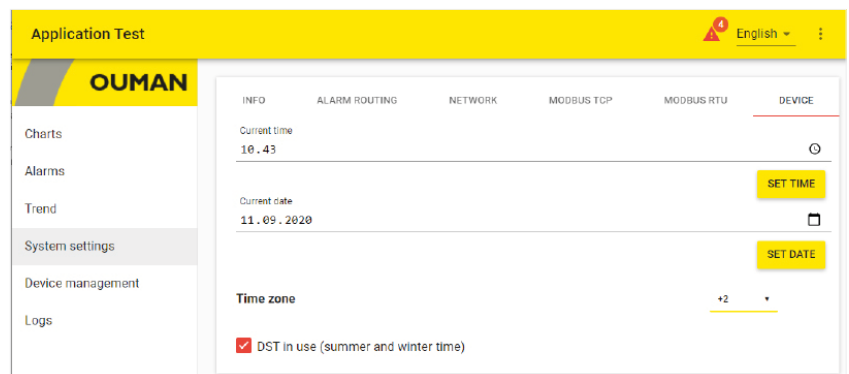 Application Test
4
English
OUMAN
Charts
Alarms
Trend
System settings
Device management
Logs
INFO ALARM ROUTING NETWORK MODBUS TCP MODBUS RTU DEVICE
Current time
10.43
SET TIME
Current date
11.09.2020
SET DATE
Time zone +2
DST in use (summer and winter time)